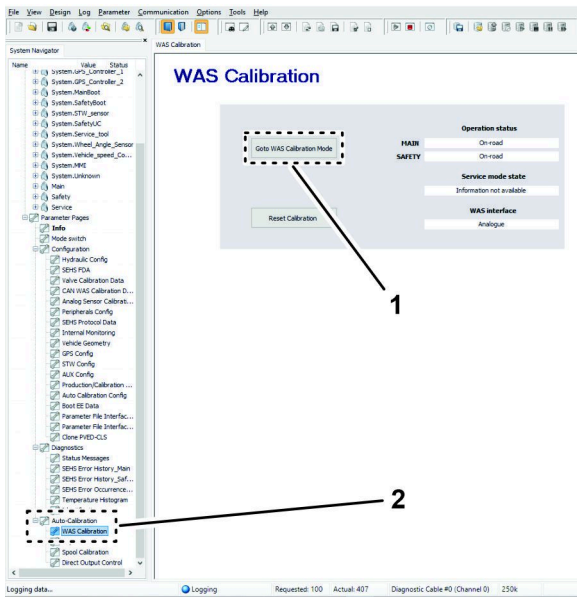 File View Design Log Parameter Communication Options Tools Help
System Navigator
WAS Calibration
Name Value Status
System.GPS_Controller_1
System.GPS_Controller_2
System.MainBoot
System.SafetyBoot
System.STW_sensor
System.SafetyUC
System.Service_tool
System.Wheel_Angle_Sensor
System.Vehicle_speed_Co...
System.MMI
System.Unknown
Main
Safety
Service
Parameter Pages
Info
Mode switch
Configuration
Hydraulic Config
SEHS FDA
Valve Calibration Data
CAN WAS Calibration D...
Analog Sensor Calibrati...
Peripherals Config
SEHS Protocol Data
Internal Monitoring
Vehicle Geometry
GPS Config
STW Config
AUX Config
Production/Calibration ...
Auto Calibration Config
Boot EE Data
Parameter File Interfac...
Parameter File Interfac...
Clone PVED-CLS
Diagnostics
Status Messages
SEHS Error History_Main
SEHS Error History_Saf...
SEHS Error Occurrence...
Temperature Histogram
Auto-Calibration
WAS Calibration
Spool Calibration
Direct Output Control
WAS Calibration
Goto WAS Calibration Mode
Reset Calibration
Operation status
MAIN On-road
SAFETY On-road
Service mode state
Information not available
WAS interface
Analogue
1
2
Logging data... Logging Requested: 100 Actual: 407 Diagnostic Cable #0 (Channel 0) 250k